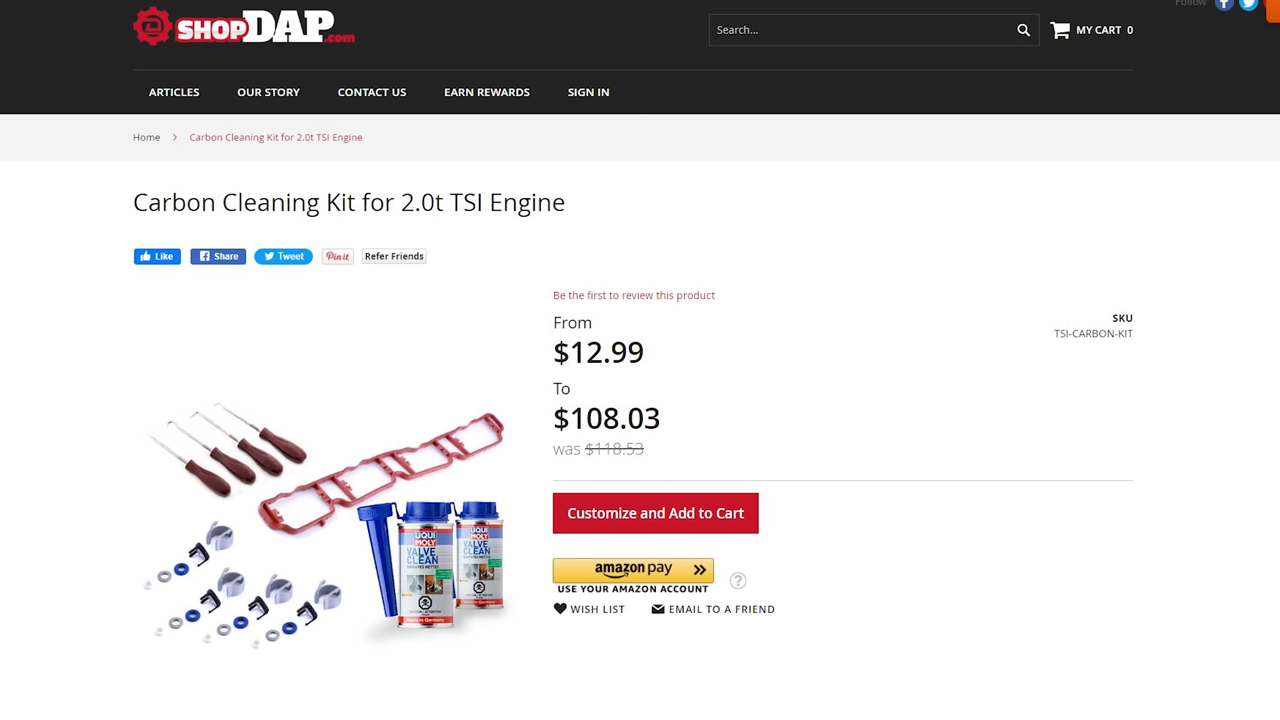 Follow
SHOPDAP.com
Search...
MY CART 0
ARTICLES
OUR STORY
CONTACT US
EARN REWARDS
SIGN IN
Home
Carbon Cleaning Kit for 2.0t TSI Engine
Carbon Cleaning Kit for 2.0t TSI Engine
Like
Share
Tweet
Pin it
Refer Friends
Be the first to review this product
From
$12.99
To
$108.03
was $118.53
SKU
TSI-CARBON-KIT
Customize and Add to Cart
amazon pay
USE YOUR AMAZON ACCOUNT
?
WISH LIST
EMAIL TO A FRIEND
LIQUI
MOLY
VALVE
CLEAN
LIQUI
MOLY
VALVE
CLEAN